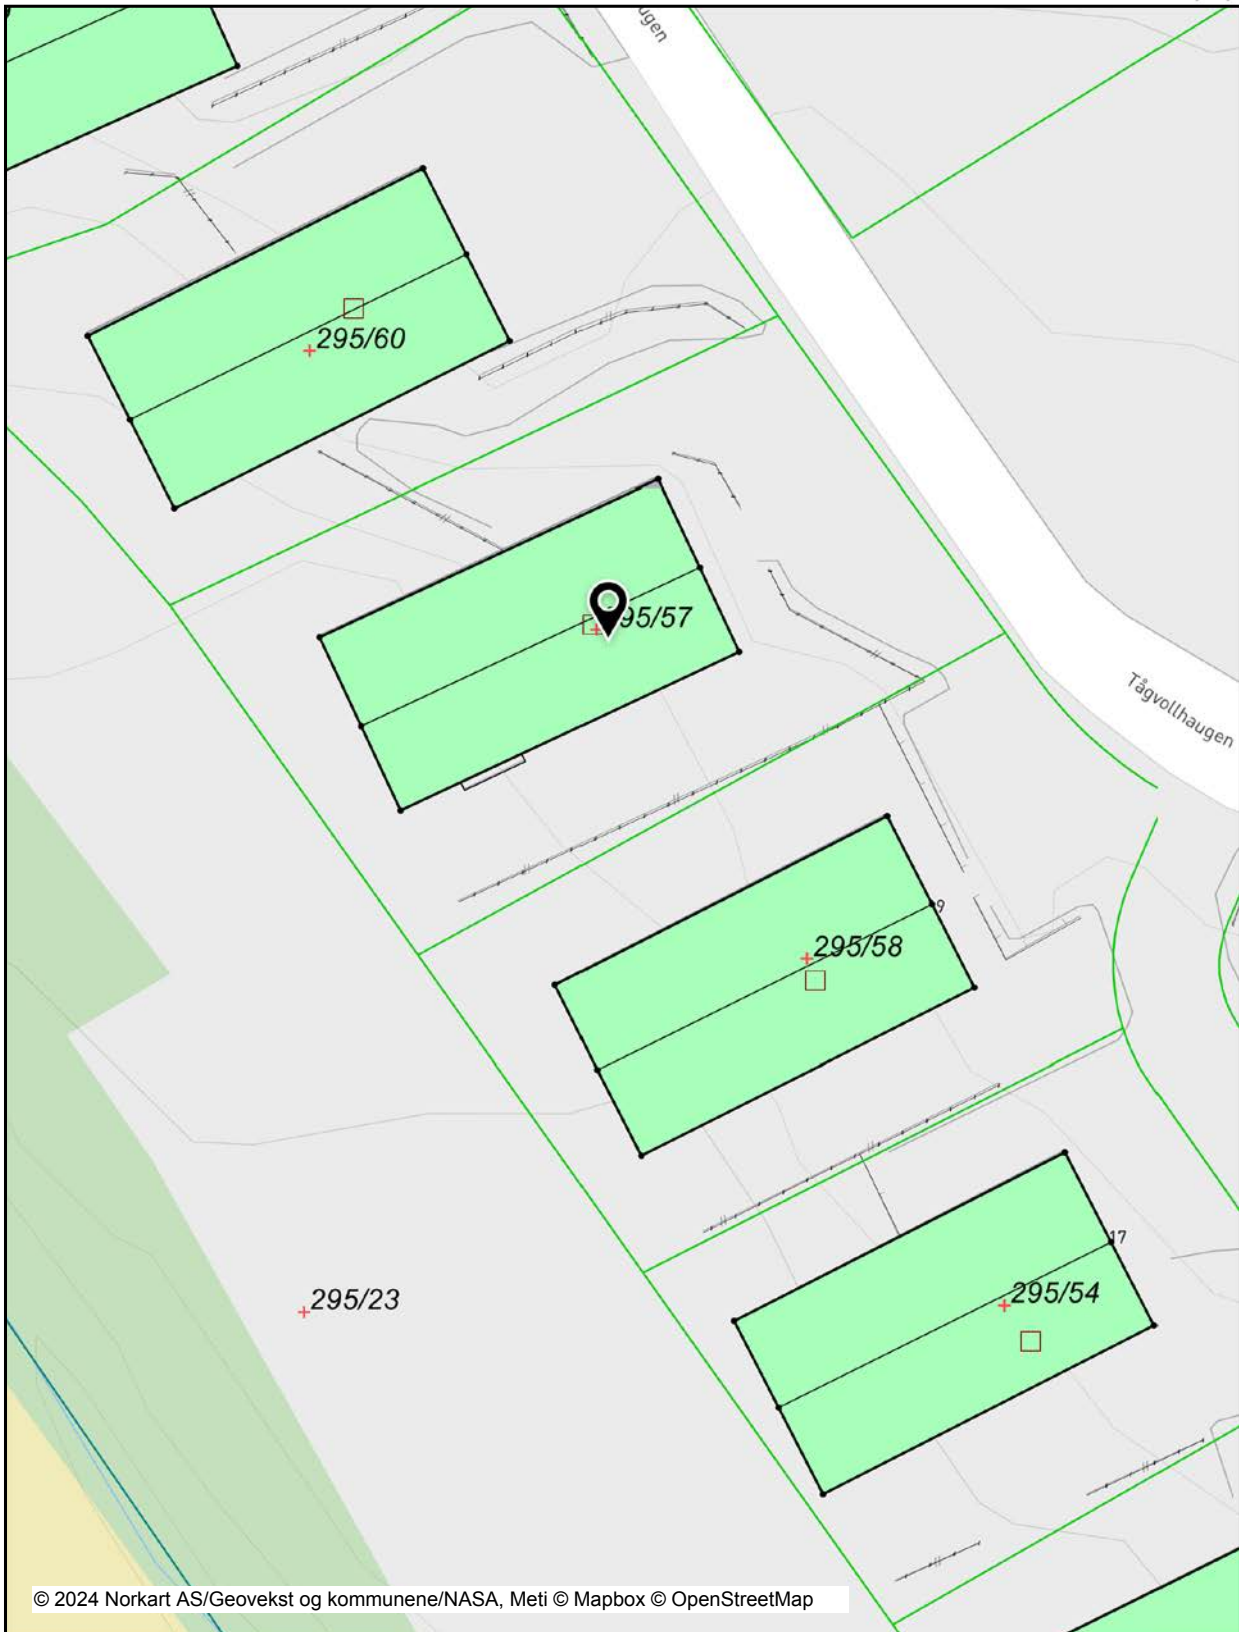 ugen
295/60
95/57
Tågvollhaugen
9
295/58
17
295/54
295/23
© 2024 Norkart AS/Geovekst og kommunene/NASA, Meti © Mapbox © OpenStreetMap